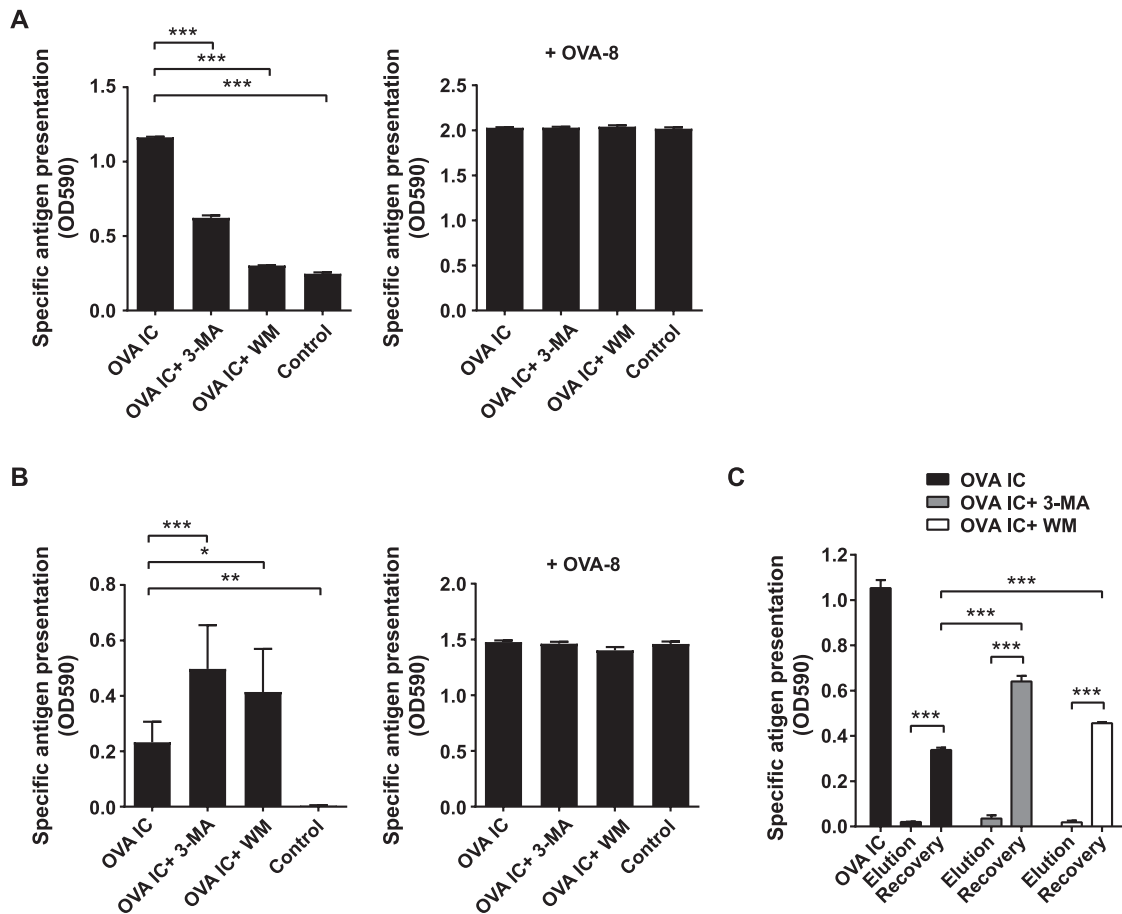 A
***
***
***
Specific antigen presentation
(OD590)
1.5
1.0
0.5
0.0
OVA IC
OVA IC+ 3-MA
OVA IC+ WM
Control
+ OVA-8
Specific antigen presentation
(OD590)
2.5
2.0
1.5
1.0
0.5
0.0
OVA IC
OVA IC+ 3-MA
OVA IC+ WM
Control
B
***
*
**
Specific antigen presentation
(OD590)
0.8
0.6
0.4
0.2
0.0
OVA IC
OVA IC+ 3-MA
OVA IC+ WM
Control
+ OVA-8
Specific antigen presentation
(OD590)
2.0
1.5
1.0
0.5
0.0
OVA IC
OVA IC+ 3-MA
OVA IC+ WM
Control
C
OVA IC
OVA IC+ 3-MA
OVA IC+ WM
Specific atigen presentation
(OD590)
1.2
1.0
0.8
0.6
0.4
0.2
0.0
***
***
***
***
***
OVA IC
Elution
Recovery
Elution
Recovery
Elution
Recovery